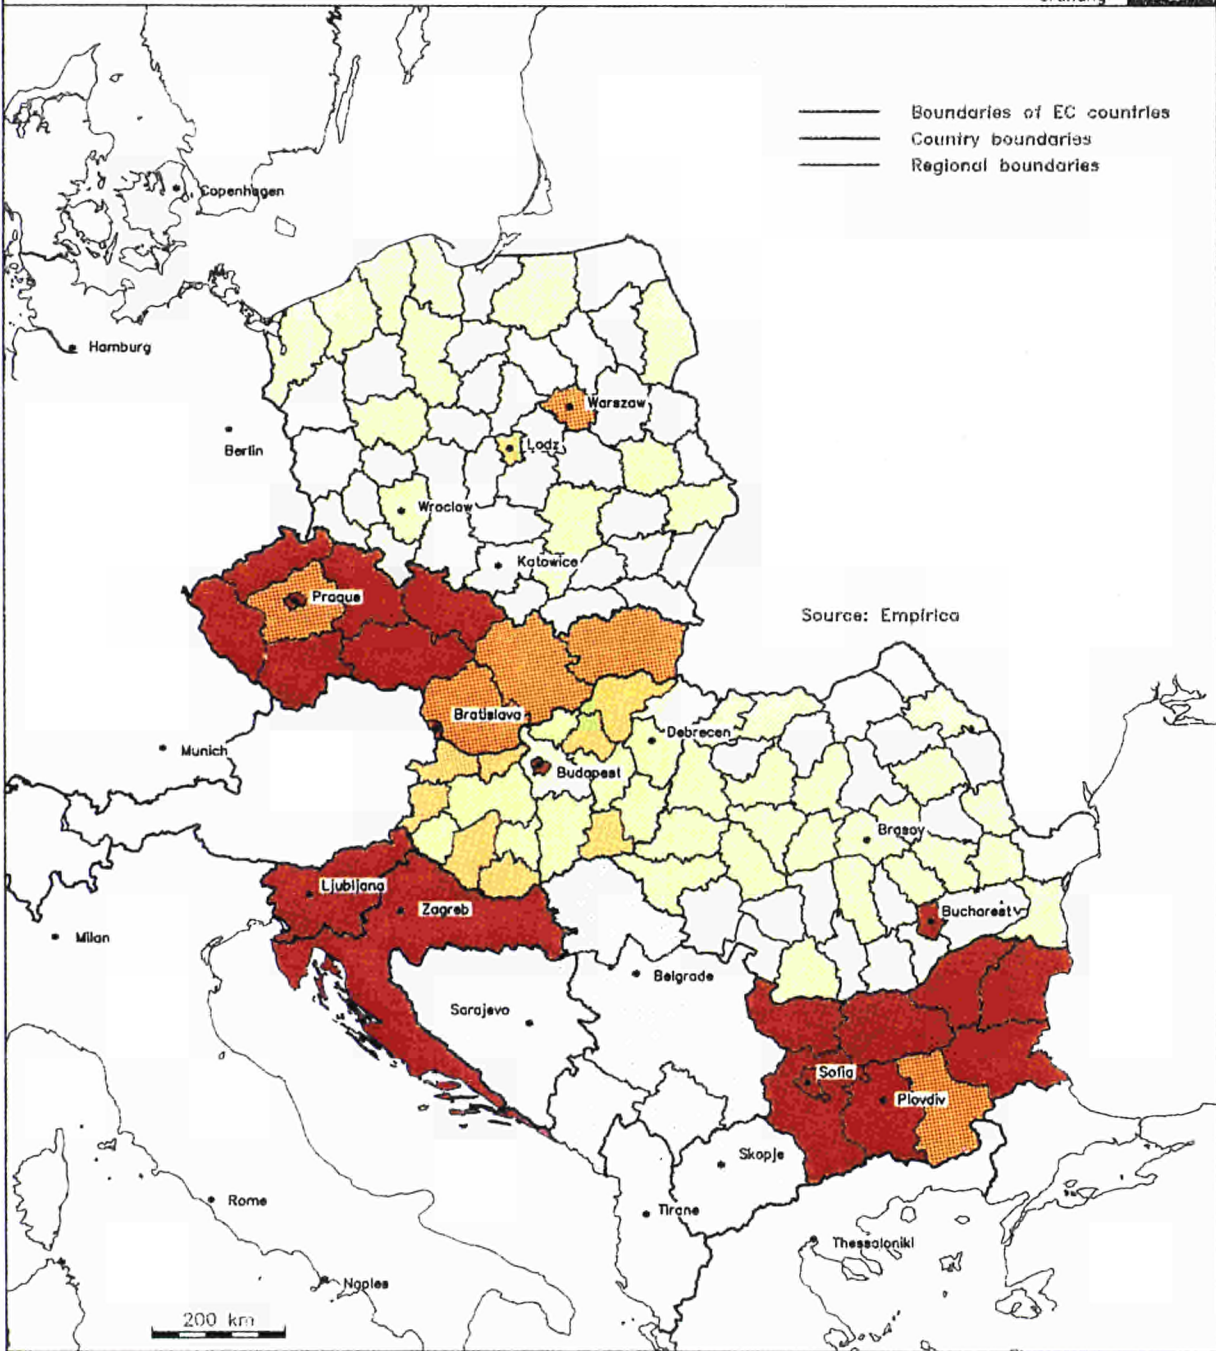 Boundaries of EC countries
Country boundaries
Regional boundaries
Copenhagen
Hamburg
Warszaw
Berlin
Lodz
Wroclaw
Katowice
Prague
Source: Empirica
Bratislava
Debrecen
Munich
Budapest
Brasov
Ljubljana
Zagreb
Bucharest
Milan
Belgrade
Sarajevo
Sofia
Plovdiv
Skopje
Rome
Tirane
Thessaloniki
Naples
200 km